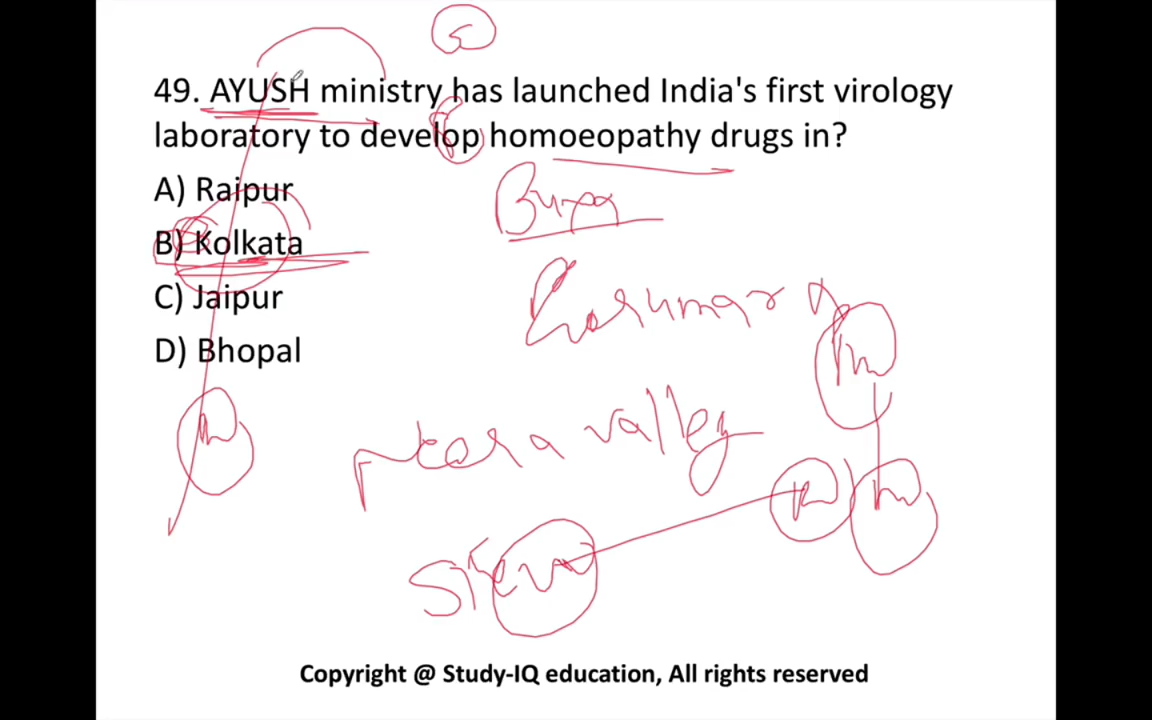 49. AYUSH ministry has launched India's first virology
laboratory to develop homoeopathy drugs in?
A) Raipur
B) Kolkata
C) Jaipur
D) Bhopal
valley
Copyright @ Study-IQ education, All rights reserved